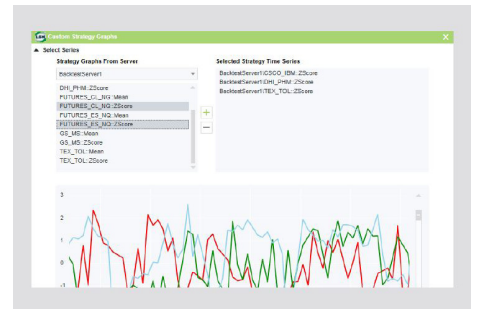 Custom Strategy Graphs X
Select Series
Strategy Graphs From Server
Selected Strategy Time Series
BacktestServer1
DHI_PHM::ZScore
FUTURES_CL_NG::Mean
FUTURES_CL_NG::ZScore
FUTURES_ES_NQ::Mean
FUTURES_ES_NQ::ZScore
GS_MS::Mean
GS_MS::ZScore
TEX_TOL::Mean
TEX_TOL::ZScore
+
−
BacktestServer1\CSCO_IBM::ZScore
BacktestServer1\DHI_PHM::ZScore
BacktestServer1\TEX_TOL::ZScore
3
2
1
0
-1